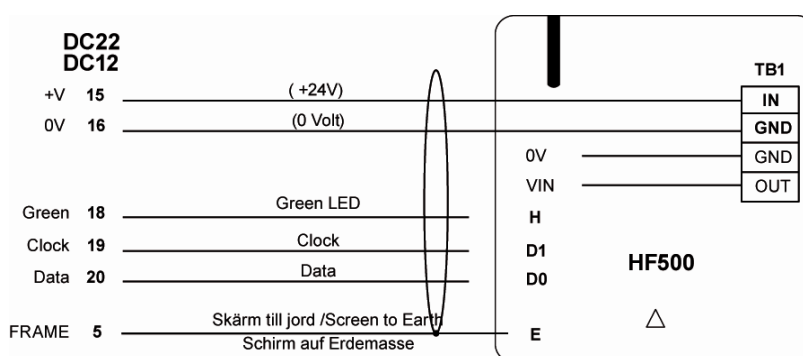 DC22
DC12
TB1
+V 15 ( +24V) IN
0V 16 (0 Volt) GND
0V GND
VIN OUT
Green 18 Green LED H
Clock 19 Clock D1
Data 20 Data D0
HF500
FRAME 5 Skärm till jord /Screen to Earth E
Schirm auf Erdemasse